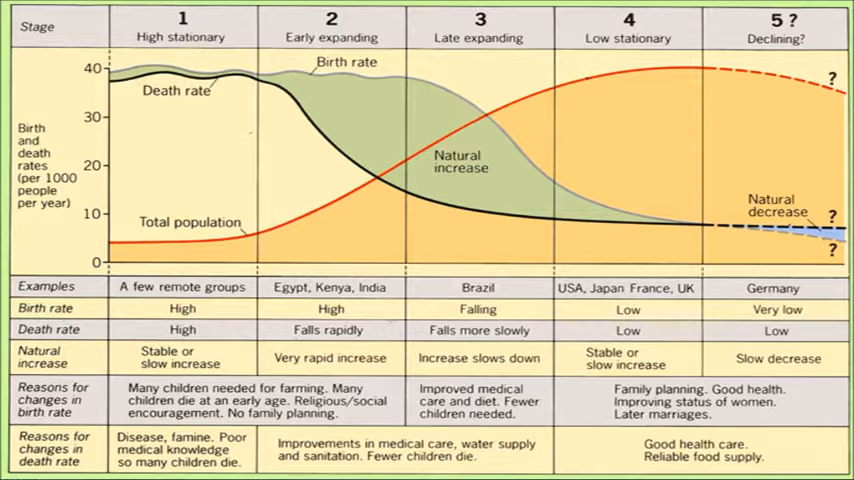 Stage
1
High stationary
2
Early expanding
3
Late expanding
4
Low stationary
5 ?
Declining?
Birth
and
death
rates
(per 1000
people
per year)
40
30
20
10
0
Birth rate
Death rate
Total population
Natural
increase
Natural
decrease
?
?
?
Examples
A few remote groups
Egypt, Kenya, India
Brazil
USA, Japan France, UK
Germany
Birth rate
High
High
Falling
Low
Very low
Death rate
High
Falls rapidly
Falls more slowly
Low
Low
Natural
increase
Stable or
slow increase
Very rapid increase
Increase slows down
Stable or
slow increase
Slow decrease
Reasons for
changes in
birth rate
Many children needed for farming. Many
children die at an early age. Religious/social
encouragement. No family planning.
Improved medical
care and diet. Fewer
children needed.
Family planning. Good health.
Improving status of women.
Later marriages.
Reasons for
changes in
death rate
Disease, famine. Poor
medical knowledge
so many children die.
Improvements in medical care, water supply
and sanitation. Fewer children die.
Good health care.
Reliable food supply.